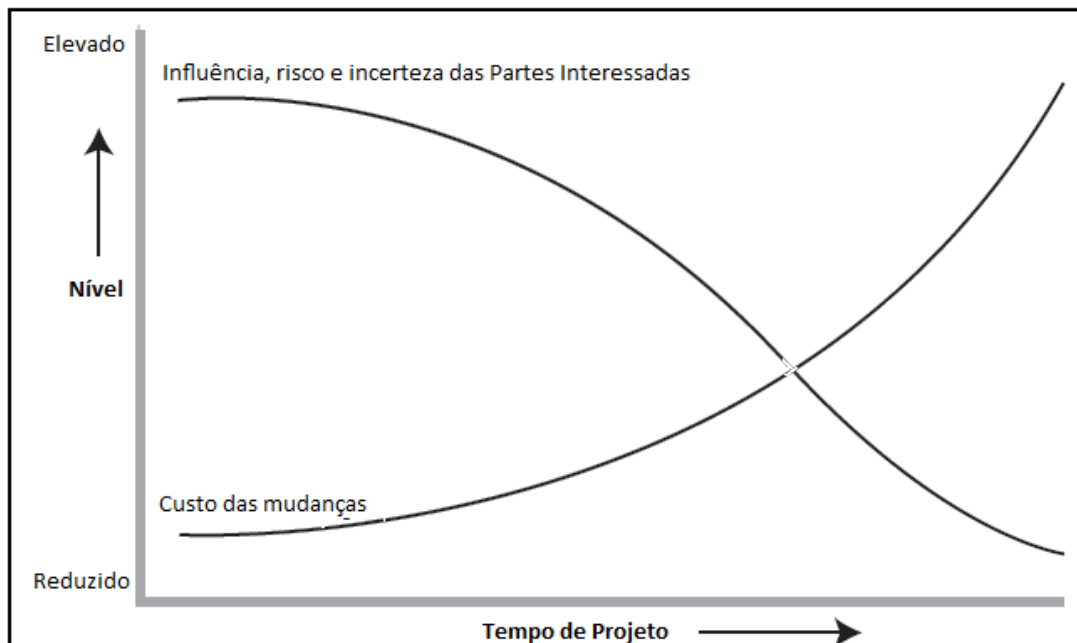 Elevado
Influência, risco e incerteza das Partes Interessadas
Nível
Custo das mudanças
Reduzido
Tempo de Projeto